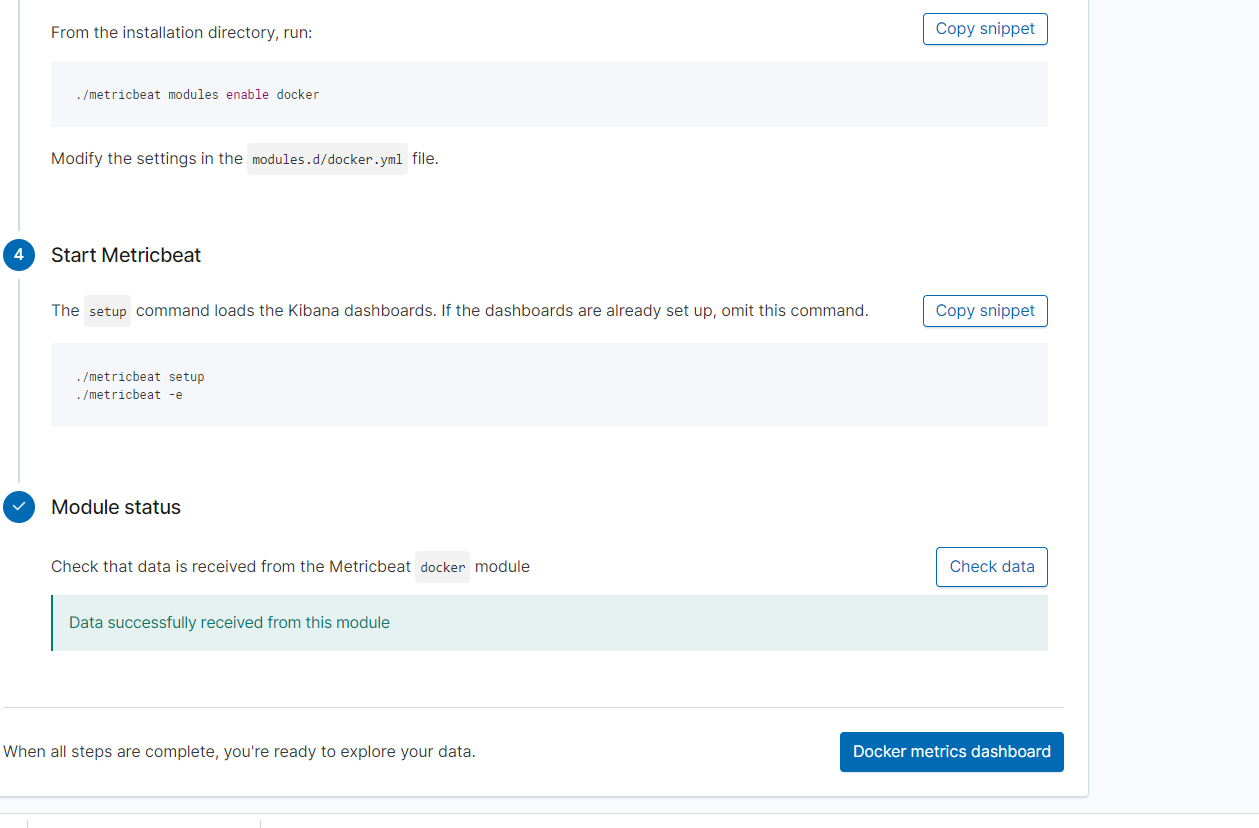 From the installation directory, run:
Copy snippet
./metricbeat modules enable docker
Modify the settings in the modules.d/docker.yml file.
4
Start Metricbeat
The setup command loads the Kibana dashboards. If the dashboards are already set up, omit this command.
Copy snippet
./metricbeat setup
./metricbeat -e
Module status
Check that data is received from the Metricbeat docker module
Check data
Data successfully received from this module
When all steps are complete, you're ready to explore your data.
Docker metrics dashboard